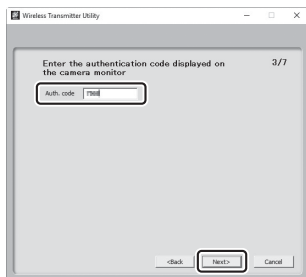 Wireless Transmitter Utility
Enter the authentication code displayed on
the camera monitor
3/7
Auth. code
<Back
Next>
Cancel